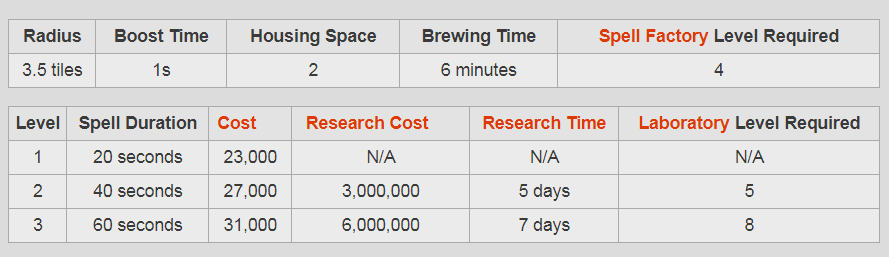 Radius Boost Time Housing Space Brewing Time Spell Factory Level Required
3.5 tiles 1s 2 6 minutes 4
Level Spell Duration Cost Research Cost Research Time Laboratory Level Required
1 20 seconds 23,000 N/A N/A N/A
2 40 seconds 27,000 3,000,000 5 days 5
3 60 seconds 31,000 6,000,000 7 days 8